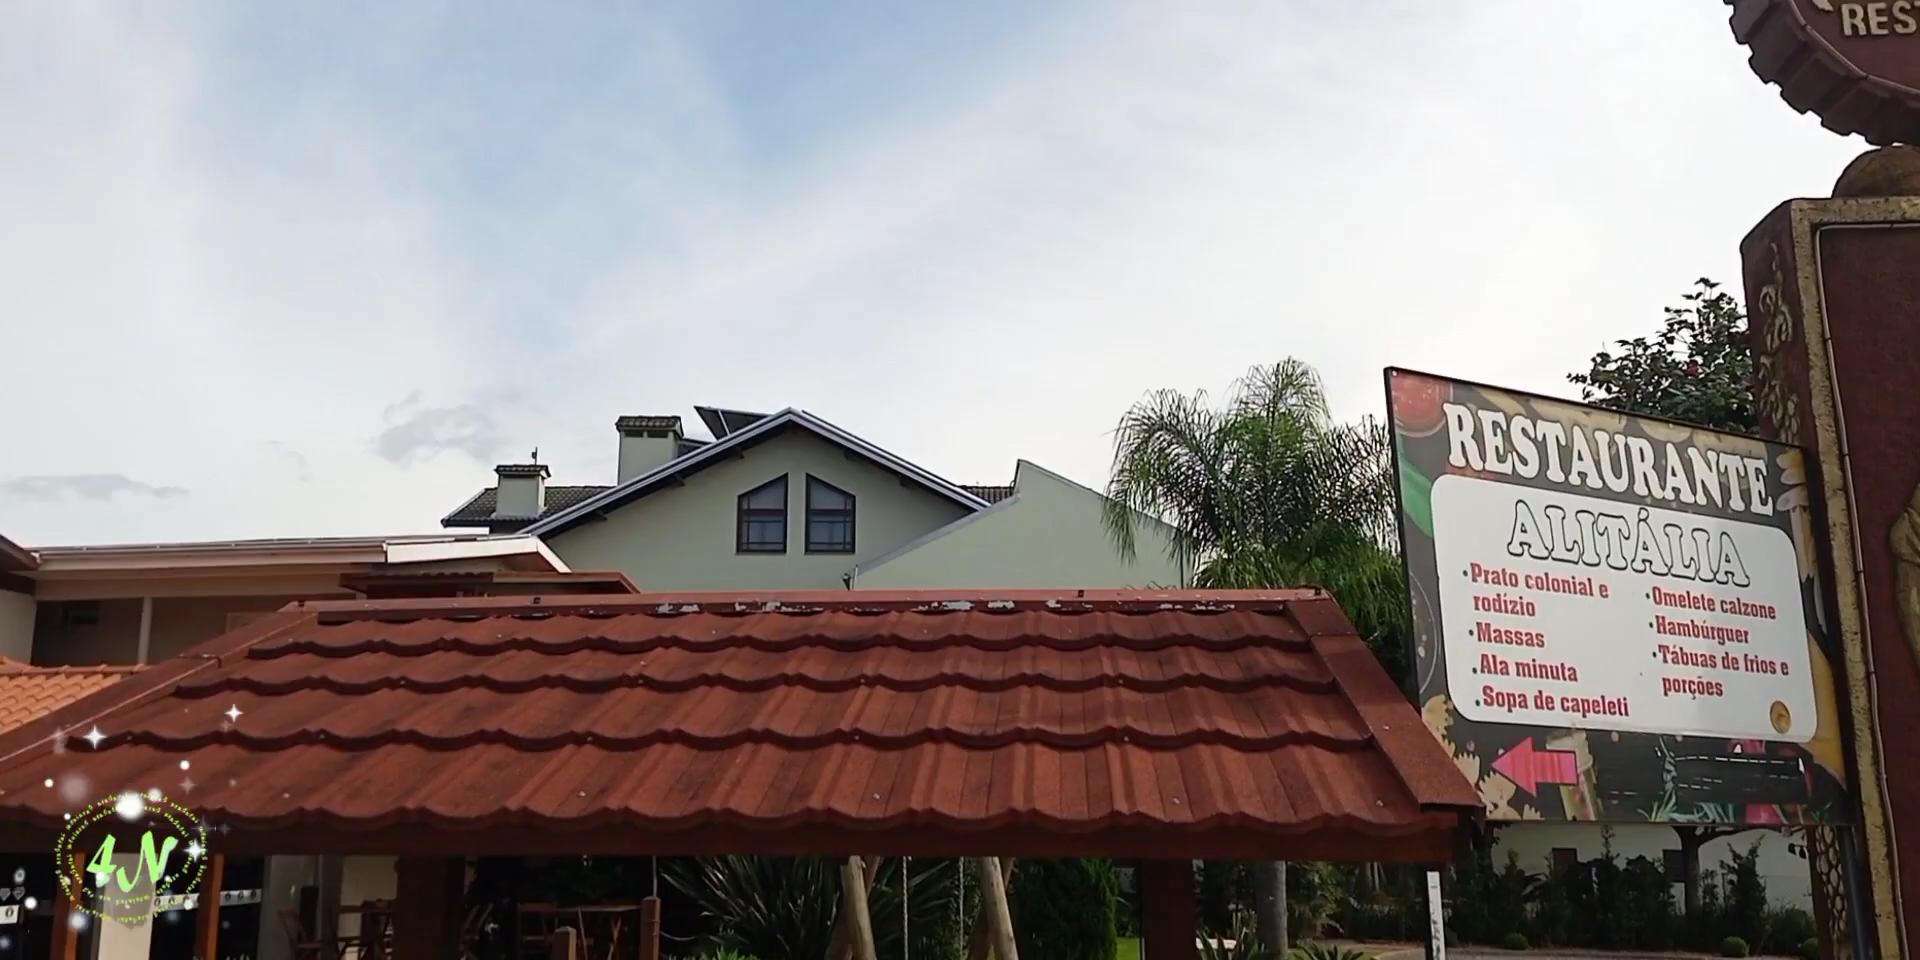 REST
RESTAURANTE
ALITÁLIA
•Prato colonial e
rodízio
•Massas
•Ala minuta
•Sopa de capeleti
•Omelete calzone
•Hambúrguer
•Tábuas de frios e
porções
4N